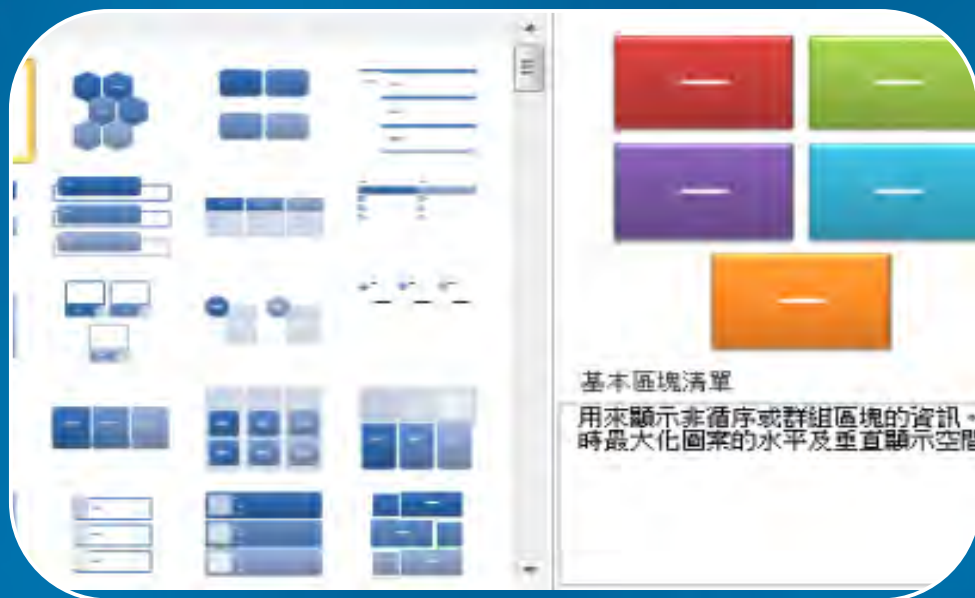 基本區塊清單
用來顯示非循序或群組區塊的資訊。
時最大化圖案的水平及垂直顯示空間